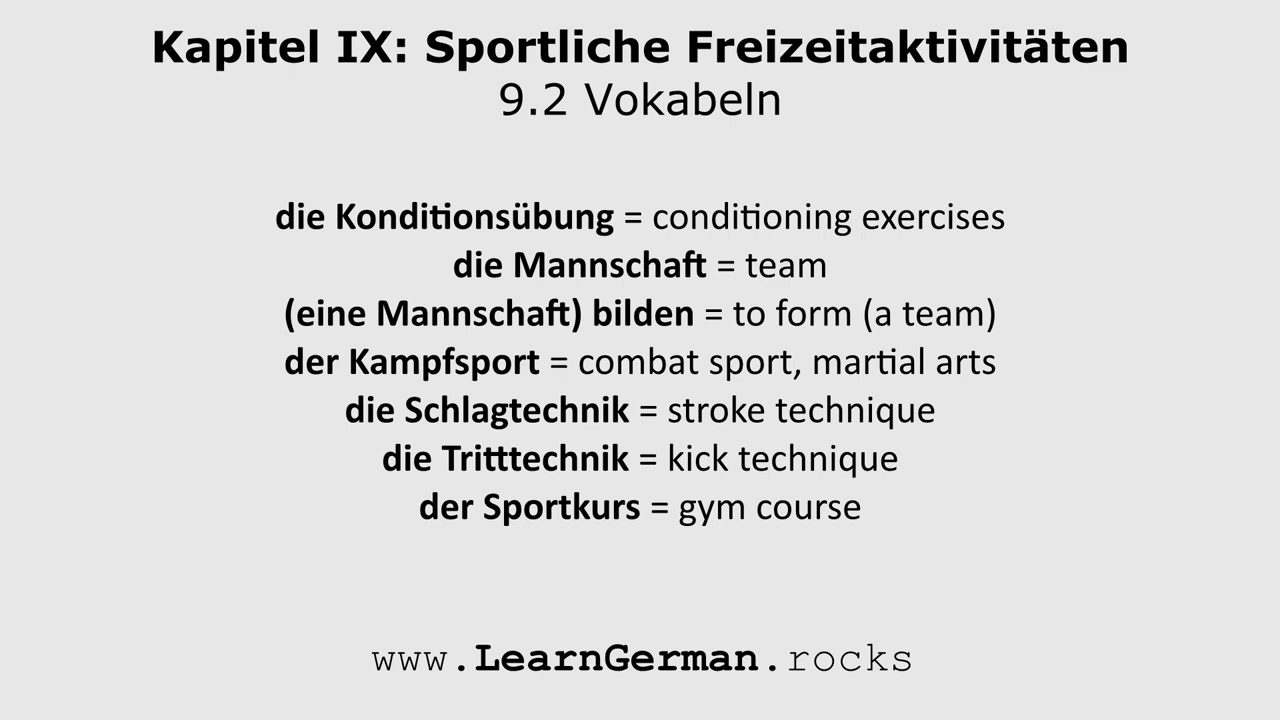 Kapitel IX: Sportliche Freizeitaktivitäten
9.2 Vokabeln
die Konditionsübung = conditioning exercises
die Mannschaft = team
(eine Mannschaft) bilden = to form (a team)
der Kampfsport = combat sport, martial arts
die Schlagtechnik = stroke technique
die Tritttechnik = kick technique
der Sportkurs = gym course
www.LearnGerman.rocks